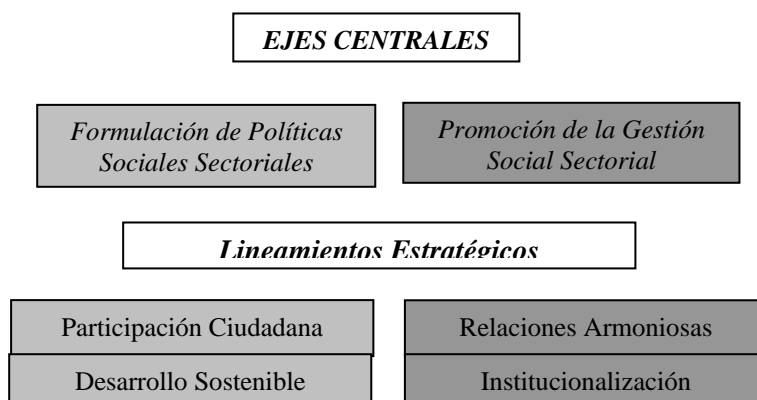 EJES CENTRALES
Formulación de Políticas
Sociales Sectoriales
Promoción de la Gestión
Social Sectorial
Lineamientos Estratégicos
Participación Ciudadana
Relaciones Armoniosas
Desarrollo Sostenible
Institucionalización